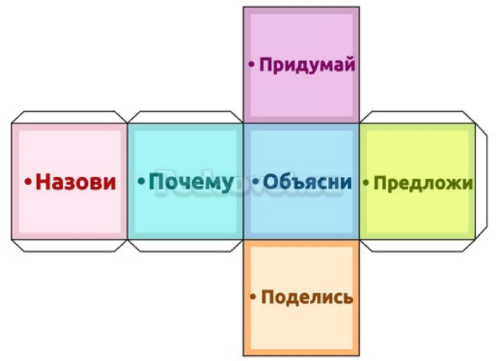 • Придумай
• Назови • Почему • Объясни • Предложи
• Поделись